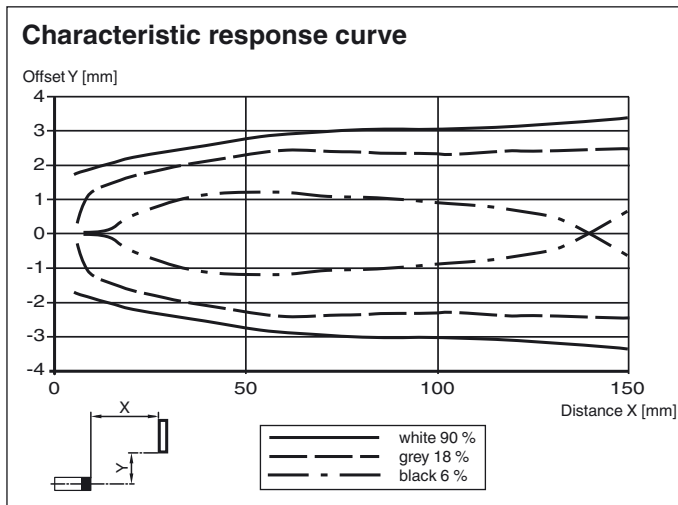 Characteristic response curve
Offset Y [mm]
4
3
2
1
0
-1
-2
-3
-4
0 50 100 150
Distance X [mm]
X
Y
white 90 %
grey 18 %
black 6 %